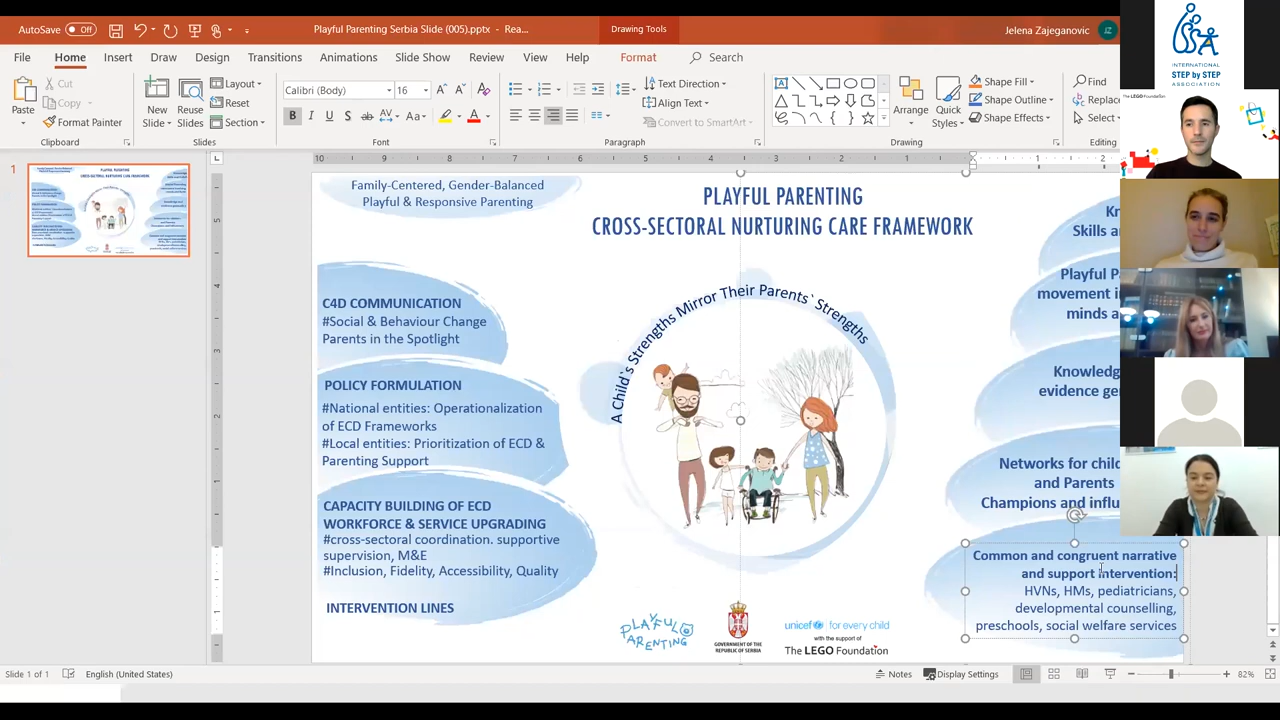 AutoSave Off
Playful Parenting Serbia Slide (005).pptx - Rea...
Drawing Tools
Jelena Zajeganovic
JZ
File Home Insert Draw Design Transitions Animations Slide Show Review View Help Format Search
Paste
Cut
Copy
Format Painter
Clipboard
New Slide
Reuse Slides
Layout
Reset
Section
Slides
Calibri (Body) 16
Font
Text Direction
Align Text
Convert to SmartArt
Paragraph
Arrange
Quick Styles
Shape Fill
Shape Outline
Shape Effects
Drawing
Find
Replace
Select
INTERNATIONAL
STEP by STEP
ASSOCIATION
The LEGO Foundation
1
Family-Centered, Gender-Balanced
Playful & Responsive Parenting
PLAYFUL PARENTING
CROSS-SECTORAL NURTURING CARE FRAMEWORK
C4D COMMUNICATION
#Social & Behaviour Change
Parents in the Spotlight
POLICY FORMULATION
#National entities: Operationalization
of ECD Frameworks
#Local entities: Prioritization of ECD &
Parenting Support
CAPACITY BUILDING OF ECD
WORKFORCE & SERVICE UPGRADING
#cross-sectoral coordination. supportive
supervision, M&E
#Inclusion, Fidelity, Accessibility, Quality
INTERVENTION LINES
A Child`s Strengths Mirror Their Parents` Strengths
PLAYFUL
PARENTING
GOVERNMENT OF THE
REPUBLIC OF SERBIA
unicef for every child
with the support of
The LEGO Foundation
Kn
Skills a
Playful P
movement i
minds a
Knowledg
evidence ge
Networks for child
and Parents
Champions and influ
Common and congruent narrative
and support intervention:
HVNs, HMs, pediatricians,
developmental counselling,
preschools, social welfare services
Slide 1 of 1
English (United States)
Notes
Display Settings
82%